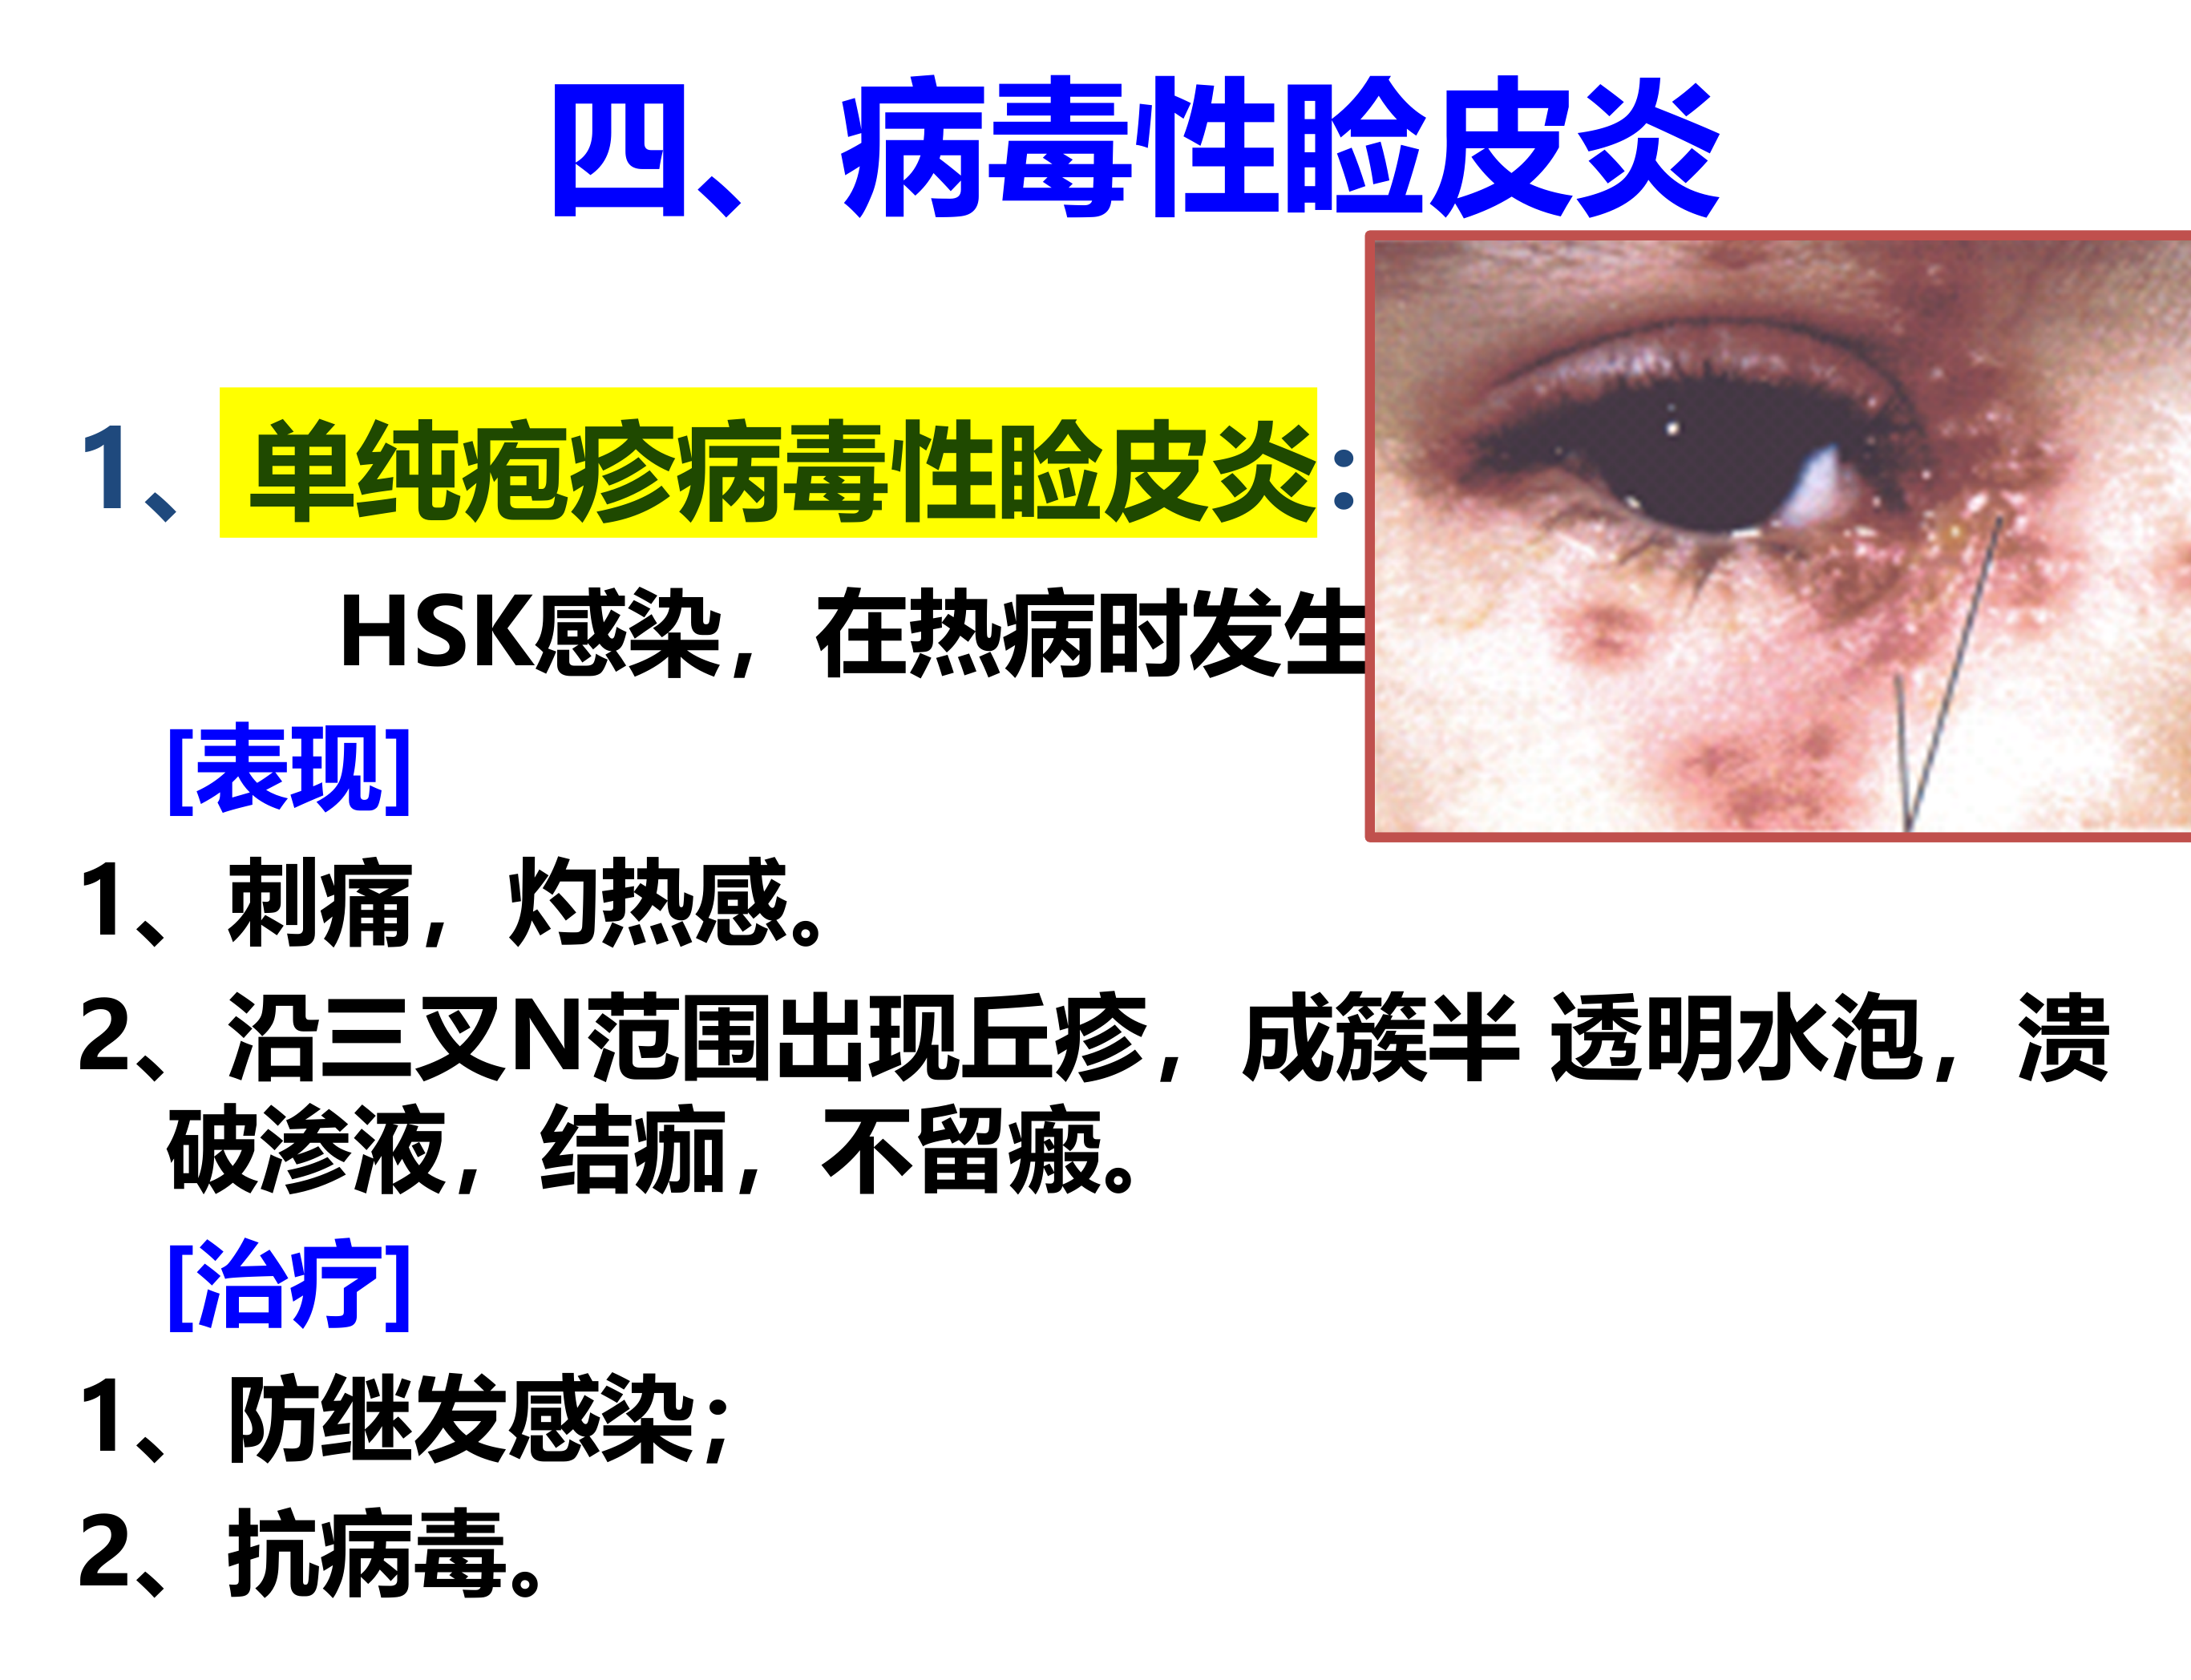 四、病毒性睑皮炎
1、单纯疱疹病毒性睑皮炎：
HSK感染，在热病时发生
[表现]
1、刺痛，灼热感。
2、沿三叉N范围出现丘疹，成簇半 透明水泡，溃
破渗液，结痂，不留瘢。
[治疗]
1、防继发感染；
2、抗病毒。